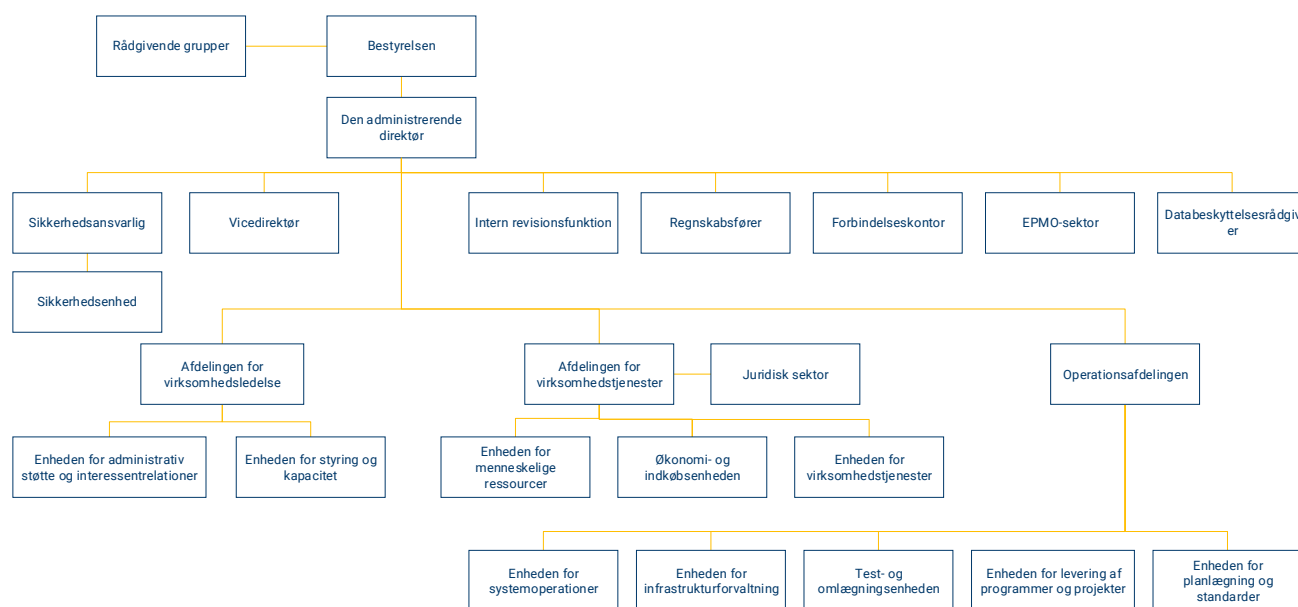 Rådgivende grupper
Bestyrelsen
Den administrerende
direktør
Sikkerhedsansvarlig
Vicedirektør
Intern revisionsfunktion
Regnskabsfører
Forbindelseskontor
EPMO-sektor
Databeskyttelsesrådgiv
er
Sikkerhedsenhed
Afdelingen for
virksomhedsledelse
Afdelingen for
virksomhedstjenester
Juridisk sektor
Operationsafdelingen
Enheden for administrativ
støtte og interessentrelationer
Enheden for styring og
kapacitet
Enheden for
menneskelige
ressourcer
Økonomi- og
indkøbsenheden
Enheden for
virksomhedstjenester
Enheden for
systemoperationer
Enheden for
infrastrukturforvaltning
Test- og
omlægningsenheden
Enheden for levering af
programmer og projekter
Enheden for
planlægning og
standarder